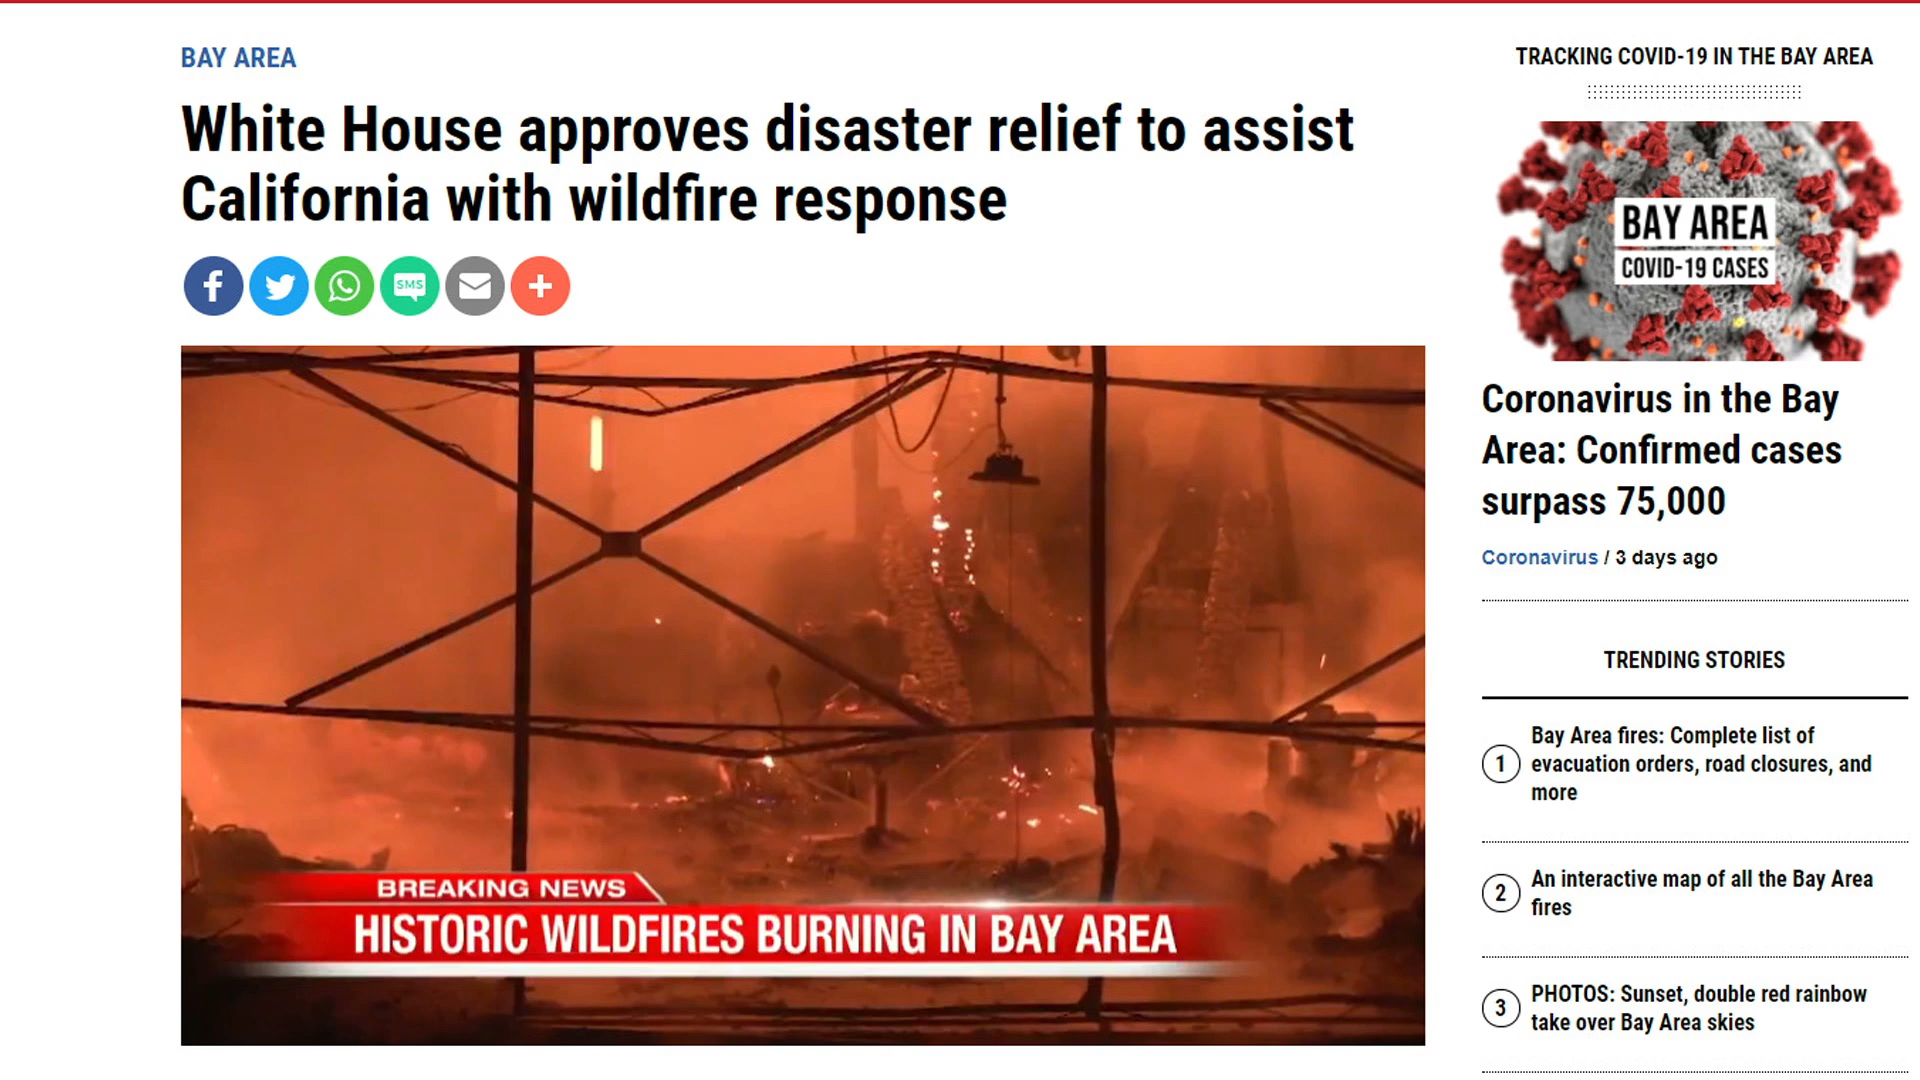 BAY AREA
White House approves disaster relief to assist
California with wildfire response
SMS
BREAKING NEWS
HISTORIC WILDFIRES BURNING IN BAY AREA
TRACKING COVID-19 IN THE BAY AREA
BAY AREA
COVID-19 CASES
Coronavirus in the Bay
Area: Confirmed cases
surpass 75,000
Coronavirus / 3 days ago
TRENDING STORIES
1
Bay Area fires: Complete list of
evacuation orders, road closures, and
more
2
An interactive map of all the Bay Area
fires
3
PHOTOS: Sunset, double red rainbow
take over Bay Area skies